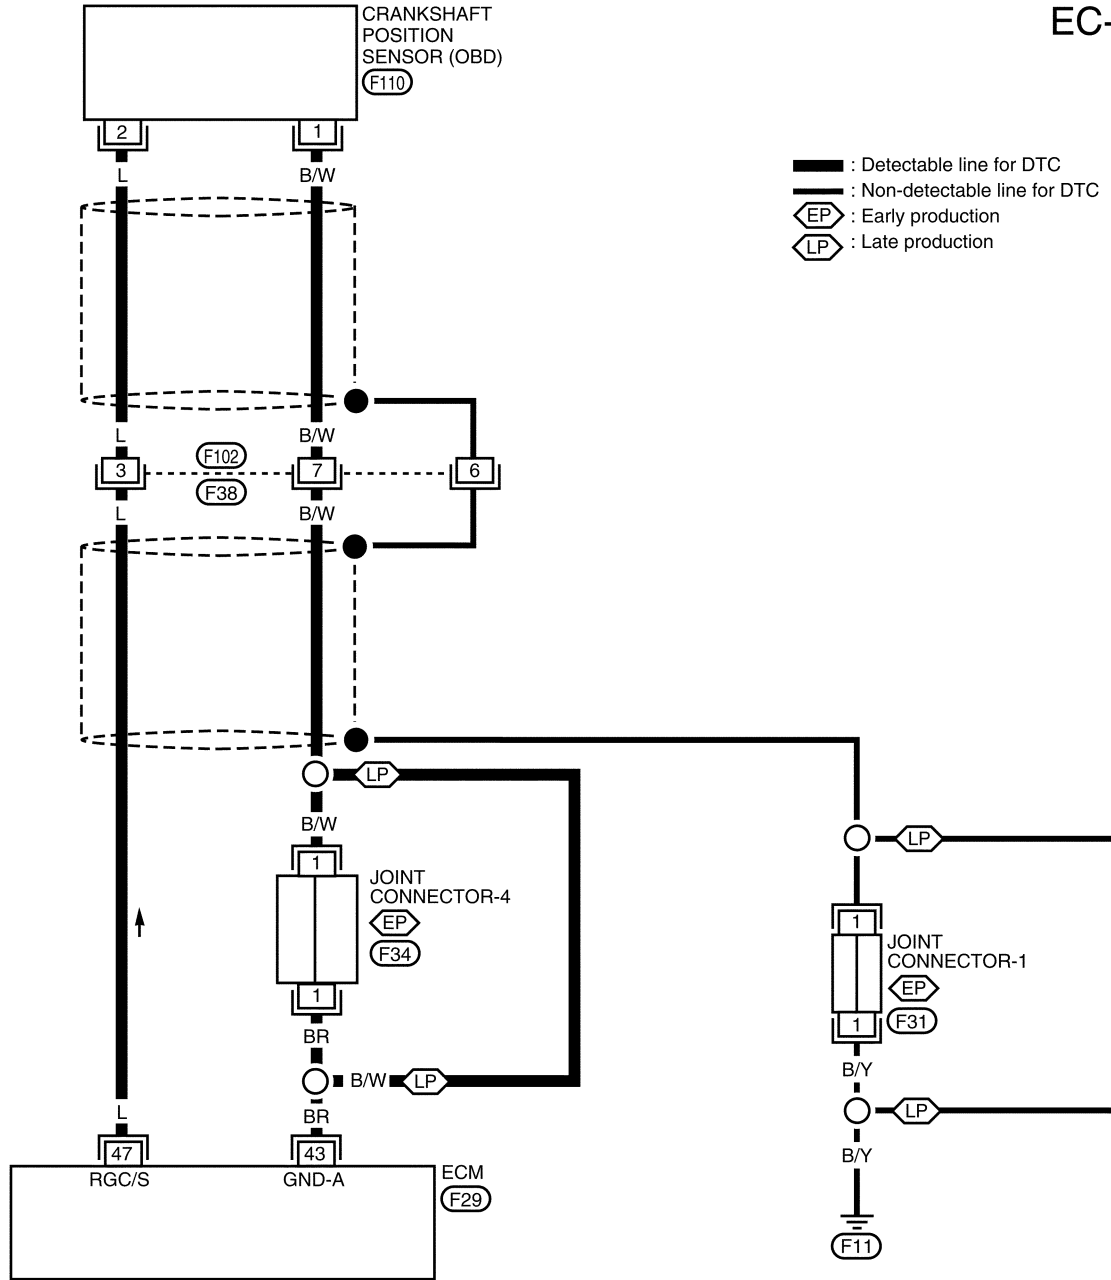 CRANKSHAFT
POSITION
SENSOR (OBD)
F110
EC-
2
1
L
B/W
: Detectable line for DTC
: Non-detectable line for DTC
EP : Early production
LP : Late production
L
B/W
F102
3
7
6
F38
L
B/W
LP
B/W
LP
1
JOINT
CONNECTOR-4
EP
F34
1
JOINT
CONNECTOR-1
EP
F31
1
1
BR
B/Y
B/W
LP
LP
L
BR
B/Y
47
43
RGC/S
GND-A
ECM
F29
F11